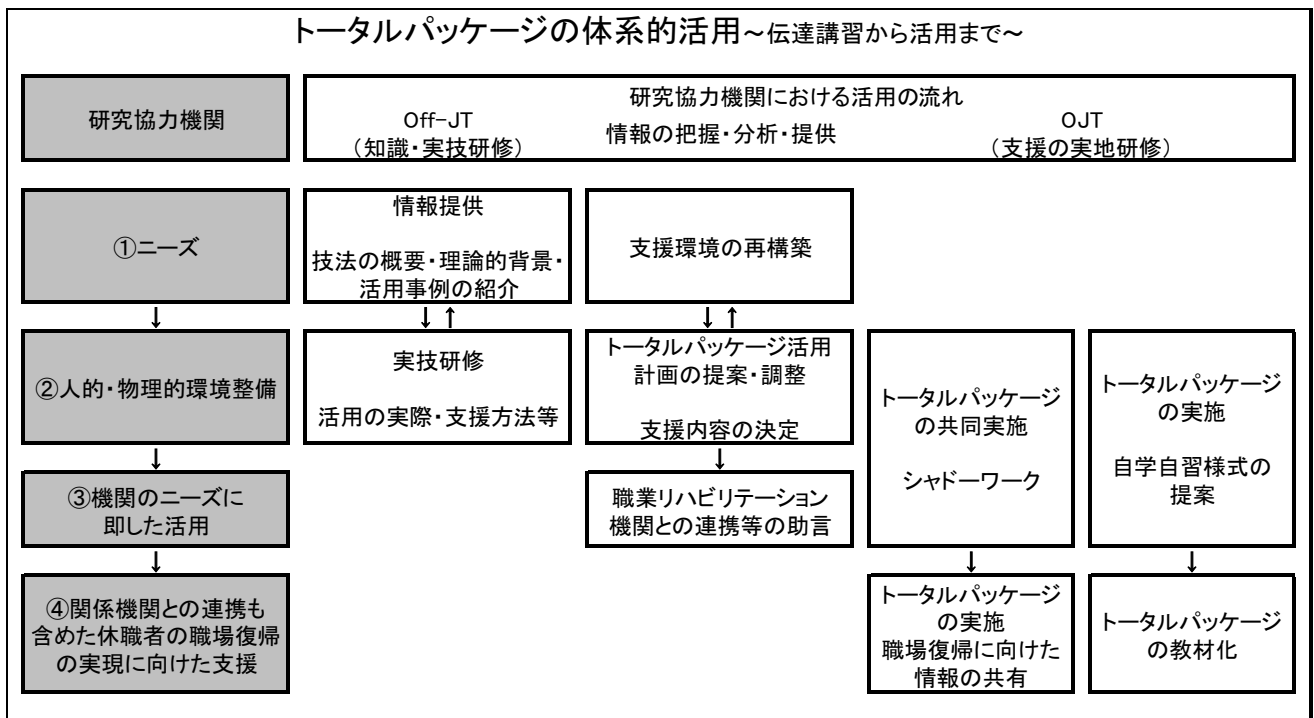 トータルパッケージの体系的活用～伝達講習から活用まで～
研究協力機関
研究協力機関における活用の流れ
Off-JT
（知識・実技研修）
情報の把握・分析・提供
OJT
（支援の実地研修）
①ニーズ
情報提供
技法の概要・理論的背景・
活用事例の紹介
支援環境の再構築
↓
↓ ↑
↓ ↑
②人的・物理的環境整備
実技研修
活用の実際・支援方法等
トータルパッケージ活用
計画の提案・調整
支援内容の決定
トータルパッケージ
の共同実施
シャドーワーク
トータルパッケージ
の実施
自学自習様式の
提案
↓
↓
③機関のニーズに
即した活用
職業リハビリテーション
機関との連携等の助言
↓
↓
↓
④関係機関との連携も
含めた休職者の職場復帰
の実現に向けた支援
トータルパッケージ
の実施
職場復帰に向けた
情報の共有
トータルパッケージ
の教材化